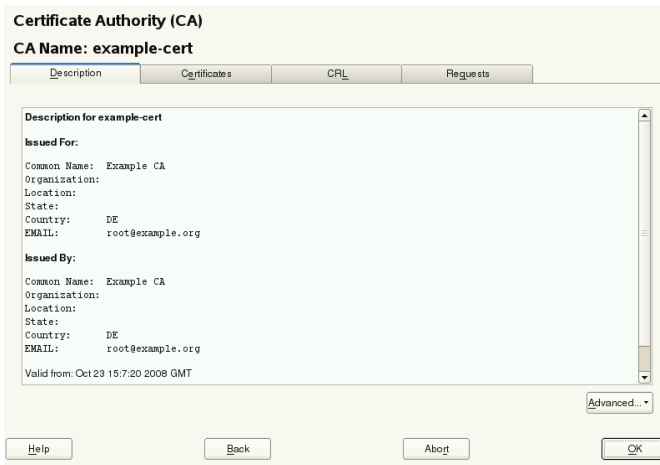 Certificate Authority (CA)
CA Name: example-cert
Description Certificates CRL Requests
Description for example-cert
Issued For:
Common Name: Example CA
Organization:
Location:
State:
Country: DE
EMAIL: root@example.org
Issued By:
Common Name: Example CA
Organization:
Location:
State:
Country: DE
EMAIL: root@example.org
Valid from: Oct 23 15:7:20 2008 GMT
Advanced...
Help Back Abort OK